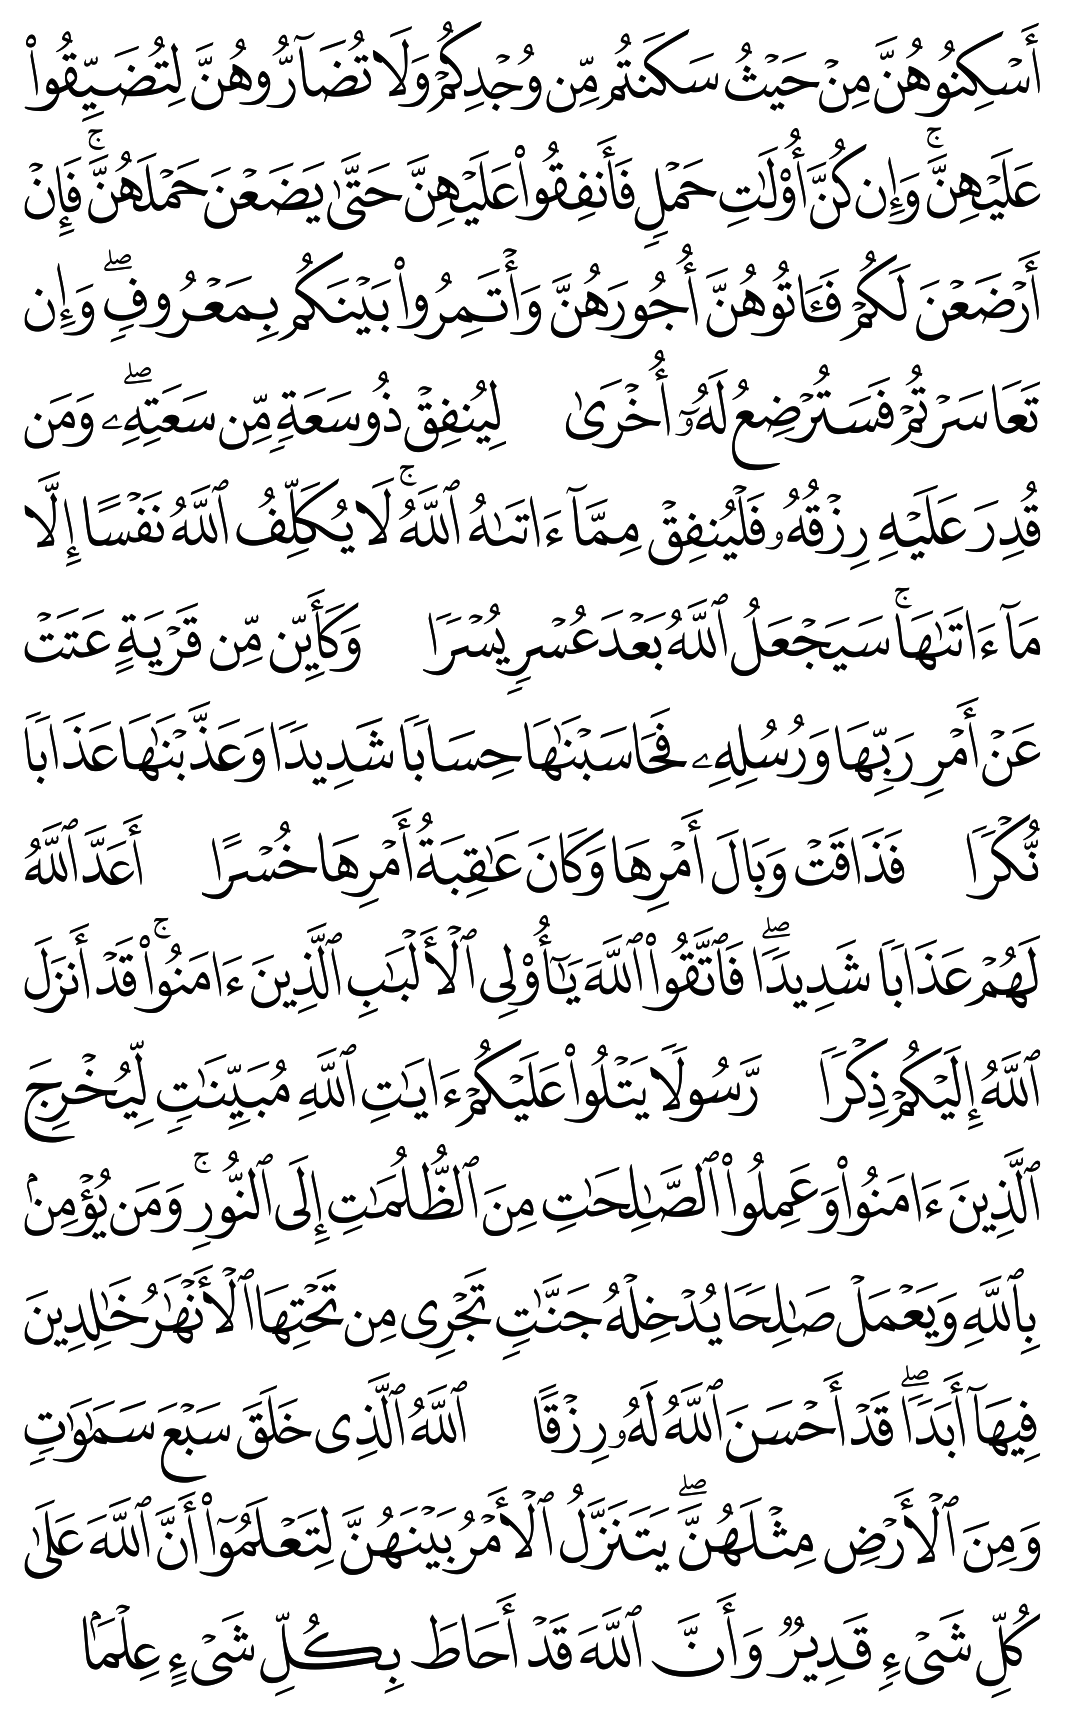 أَسْكِنُوهُنَّ مِنْ حَيْثُ سَكَنتُم مِّن وُجْدِكُمْ وَلَا تُضَآرُّوهُنَّ لِتُضَيِّقُوا۟
عَلَيْهِنَّ ۚ وَإِن كُنَّ أُو۟لَـٰتِ حَمْلٍ فَأَنفِقُوا۟ عَلَيْهِنَّ حَتَّىٰ يَضَعْنَ حَمْلَهُنَّ ۚ فَإِنْ
أَرْضَعْنَ لَكُمْ فَـَٔاتُوهُنَّ أُجُورَهُنَّ وَأْتَمِرُوا۟ بَيْنَكُم بِمَعْرُوفٍ ۖ وَإِن
تَعَاسَرْتُمْ فَسَتُرْضِعُ لَهُۥٓ أُخْرَىٰ لِيُنفِقْ ذُو سَعَةٍ مِّن سَعَتِهِۦ ۖ وَمَن
قُدِرَ عَلَيْهِ رِزْقُهُۥ فَلْيُنفِقْ مِمَّآ ءَاتَىٰهُ ٱللَّهُ ۚ لَا يُكَلِّفُ ٱللَّهُ نَفْسًا إِلَّا
مَآ ءَاتَىٰهَا ۚ سَيَجْعَلُ ٱللَّهُ بَعْدَ عُسْرٍ يُسْرًا وَكَأَيِّن مِّن قَرْيَةٍ عَتَتْ
عَنْ أَمْرِ رَبِّهَا وَرُسُلِهِۦ فَحَاسَبْنَـٰهَا حِسَابًا شَدِيدًا وَعَذَّبْنَـٰهَا عَذَابًا
نُّكْرًا فَذَاقَتْ وَبَالَ أَمْرِهَا وَكَانَ عَـٰقِبَةُ أَمْرِهَا خُسْرًا أَعَدَّ ٱللَّهُ
لَهُمْ عَذَابًا شَدِيدًا ۖ فَٱتَّقُوا۟ ٱللَّهَ يَـٰٓأُو۟لِى ٱلْأَلْبَـٰبِ ٱلَّذِينَ ءَامَنُوا۟ ۚ قَدْ أَنزَلَ
ٱللَّهُ إِلَيْكُمْ ذِكْرًا رَّسُولًا يَتْلُوا۟ عَلَيْكُمْ ءَايَـٰتِ ٱللَّهِ مُبَيِّنَـٰتٍ لِّيُخْرِجَ
ٱلَّذِينَ ءَامَنُوا۟ وَعَمِلُوا۟ ٱلصَّـٰلِحَـٰتِ مِنَ ٱلظُّلُمَـٰتِ إِلَى ٱلنُّورِ ۚ وَمَن يُؤْمِنۢ
بِٱللَّهِ وَيَعْمَلْ صَـٰلِحًا يُدْخِلْهُ جَنَّـٰتٍ تَجْرِى مِن تَحْتِهَا ٱلْأَنْهَـٰرُ خَـٰلِدِينَ
فِيهَآ أَبَدًا ۖ قَدْ أَحْسَنَ ٱللَّهُ لَهُۥ رِزْقًا ٱللَّهُ ٱلَّذِى خَلَقَ سَبْعَ سَمَـٰوَٰتٍ
وَمِنَ ٱلْأَرْضِ مِثْلَهُنَّ ۖ يَتَنَزَّلُ ٱلْأَمْرُ بَيْنَهُنَّ لِتَعْلَمُوٓا۟ أَنَّ ٱللَّهَ عَلَىٰ
كُلِّ شَىْءٍ قَدِيرٌ وَأَنَّ ٱللَّهَ قَدْ أَحَاطَ بِكُلِّ شَىْءٍ عِلْمًۢا